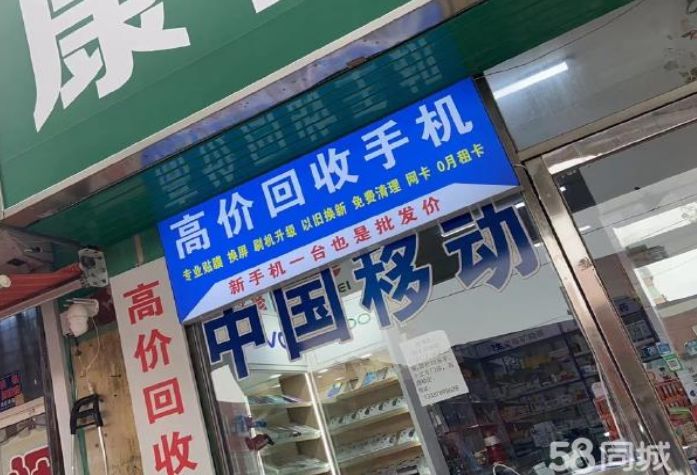 康
高价回收手机
专业贴膜 换屏 刷机升级 以旧换新 免费清理 网卡 0月租卡
新手机一台也是批发价
中国移动
高价回收
58同城